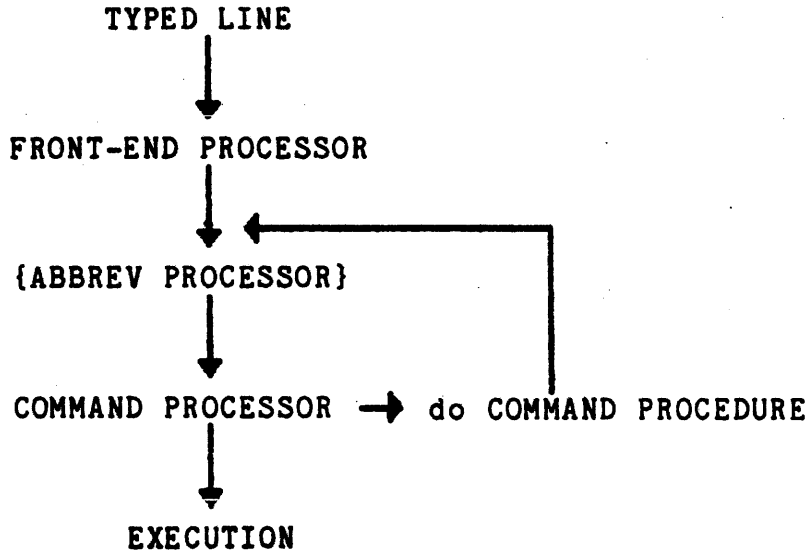 TYPED LINE
FRONT-END PROCESSOR
{ABBREV PROCESSOR}
COMMAND PROCESSOR
do COMMAND PROCEDURE
EXECUTION